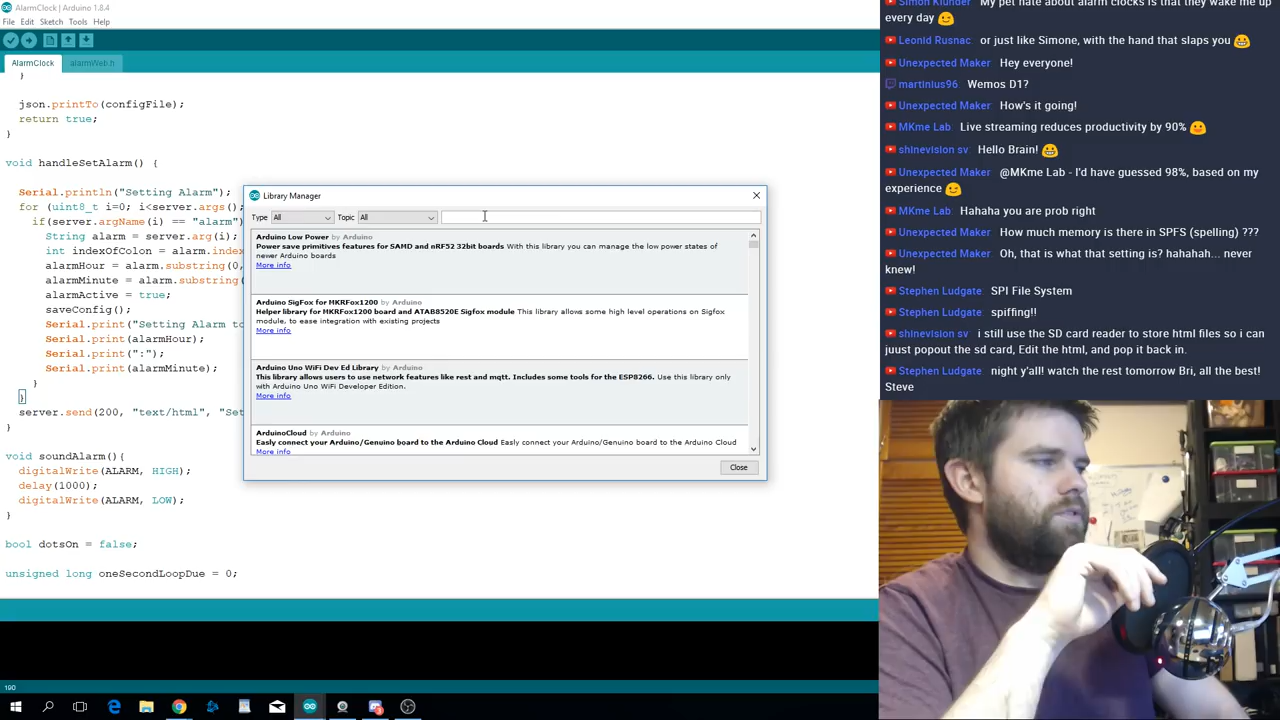 AlarmClock | Arduino 1.8.4
File Edit Sketch Tools Help
AlarmClock alarmWeb.h
}
json.printTo(configFile);
return true;
}
void handleSetAlarm() {
Serial.println("Setting Alarm");
for (uint8_t i=0; i<server.args();
if(server.argName(i) == "alarm")
String alarm = server.arg(i);
int indexOfColon = alarm.index
alarmHour = alarm.substring(0,
alarmMinute = alarm.substring(
alarmActive = true;
saveConfig();
Serial.print("Setting Alarm to
Serial.print(alarmHour);
Serial.print(":");
Serial.print(alarmMinute);
}
}
server.send(200, "text/html", "Set
}
void soundAlarm(){
digitalWrite(ALARM, HIGH);
delay(1000);
digitalWrite(ALARM, LOW);
}
bool dotsOn = false;
unsigned long oneSecondLoopDue = 0;
190
Library Manager
Type All Topic All
Arduino Low Power by Arduino
Power save primitives features for SAMD and nRF52 32bit boards With this library you can manage the low power states of
newer Arduino boards
More info
Arduino SigFox for MKRFox1200 by Arduino
Helper library for MKRFox1200 board and ATAB8520E Sigfox module This library allows some high level operations on Sigfox
module, to ease integration with existing projects
More info
Arduino Uno WiFi Dev Ed Library by Arduino
This library allows users to use network features like rest and mqtt. Includes some tools for the ESP8266. Use this library only
with Arduino Uno WiFi Developer Edition.
More info
ArduinoCloud by Arduino
Easly connect your Arduino/Genuino board to the Arduino Cloud Easly connect your Arduino/Genuino board to the Arduino Cloud
More info
Close
Simon Klunder My pet hate about alarm clocks is that they wake me up
every day 😉
Leonid Rusnac or just like Simone, with the hand that slaps you 😀
Unexpected Maker Hey everyone!
martinius96 Wemos D1?
Unexpected Maker How's it going!
MKme Lab Live streaming reduces productivity by 90% 😛
shinevision sv Hello Brain! 😀
Unexpected Maker @MKme Lab - I'd have guessed 98%, based on my
experience 😉
MKme Lab Hahaha you are prob right
Unexpected Maker How much memory is there in SPFS (spelling) ???
Unexpected Maker Oh, that is what that setting is? hahahah... never
knew!
Stephen Ludgate SPI File System
Stephen Ludgate spiffing!!
shinevision sv i still use the SD card reader to store html files so i can
juust popout the sd card, Edit the html, and pop it back in.
Stephen Ludgate night y'all! watch the rest tomorrow Bri, all the best!
Steve